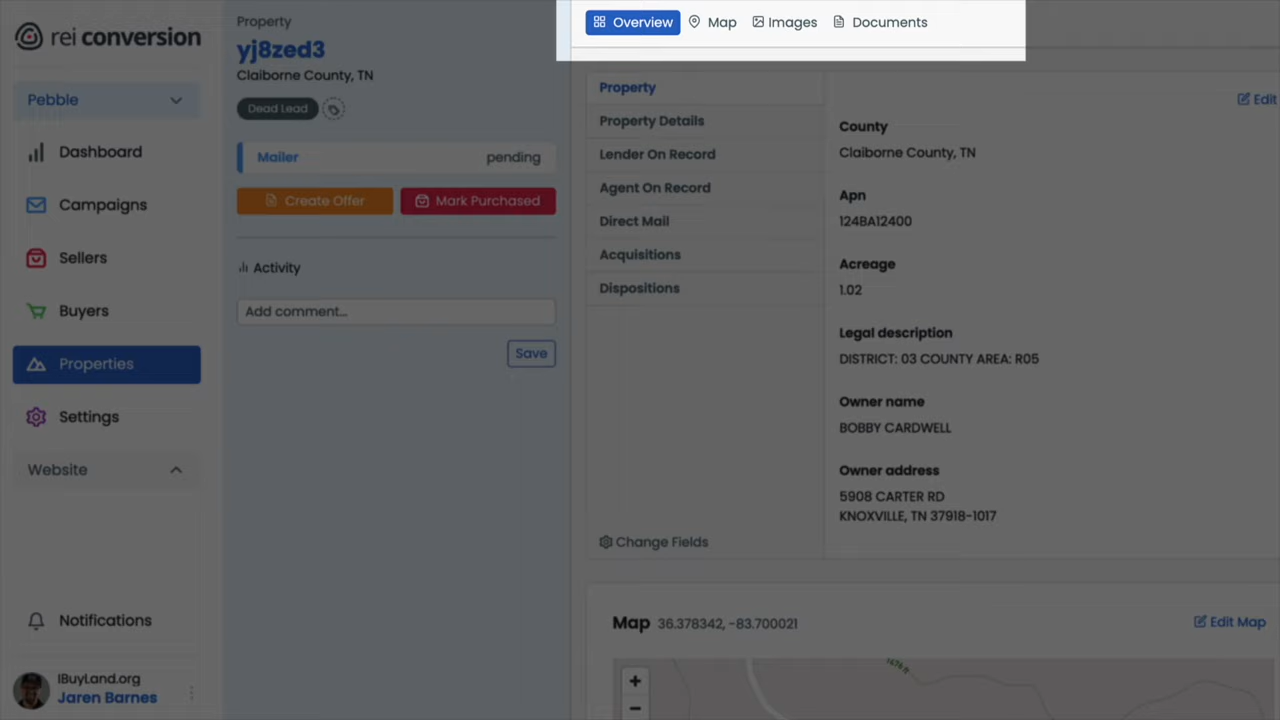 rei conversion
Pebble
Dashboard
Campaigns
Sellers
Buyers
Properties
Settings
Website
Notifications
IBuyLand.org
Jaren Barnes
Property
yj8zed3
Claiborne County, TN
Dead Lead
Mailer pending
Create Offer Mark Purchased
Activity
Add comment...
Save
Overview Map Images Documents
Property
Property Details
Lender On Record
Agent On Record
Direct Mail
Acquisitions
Dispositions
Change Fields
Edit
County
Claiborne County, TN
Apn
124BA12400
Acreage
1.02
Legal description
DISTRICT: 03 COUNTY AREA: R05
Owner name
BOBBY CARDWELL
Owner address
5908 CARTER RD
KNOXVILLE, TN 37918-1017
Map 36.378342, -83.700021
Edit Map
+
−
1476 ft